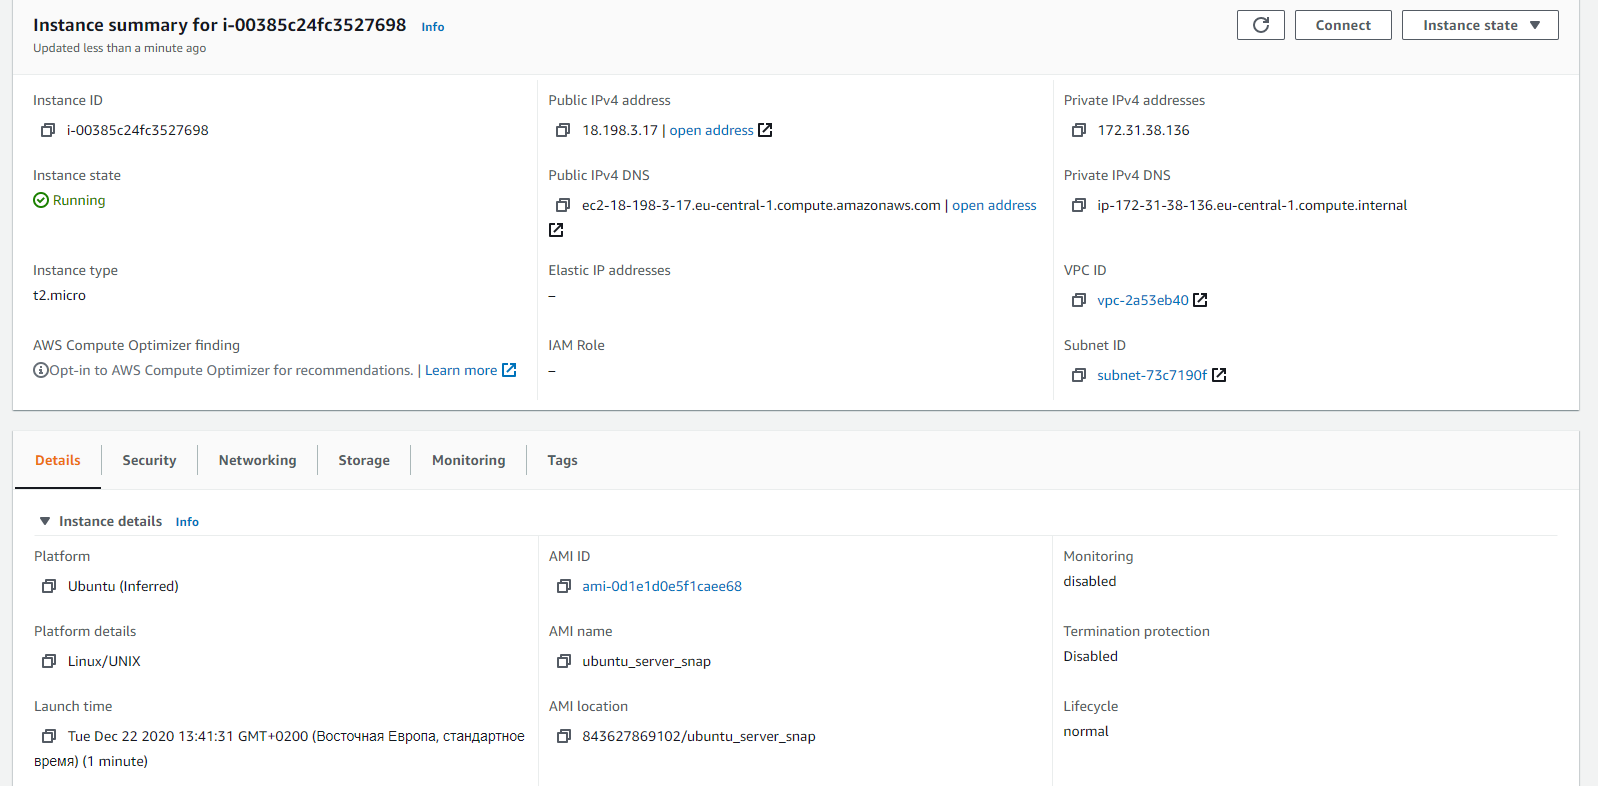 Instance summary for i-00385c24fc3527698 Info
Updated less than a minute ago
Connect
Instance state
Instance ID
i-00385c24fc3527698
Public IPv4 address
18.198.3.17 | open address
Private IPv4 addresses
172.31.38.136
Instance state
Running
Public IPv4 DNS
ec2-18-198-3-17.eu-central-1.compute.amazonaws.com | open address
Private IPv4 DNS
ip-172-31-38-136.eu-central-1.compute.internal
Instance type
t2.micro
Elastic IP addresses
–
VPC ID
vpc-2a53eb40
AWS Compute Optimizer finding
Opt-in to AWS Compute Optimizer for recommendations. | Learn more
IAM Role
–
Subnet ID
subnet-73c7190f
Details
Security
Networking
Storage
Monitoring
Tags
Instance details Info
Platform
Ubuntu (Inferred)
AMI ID
ami-0d1e1d0e5f1caee68
Monitoring
disabled
Platform details
Linux/UNIX
AMI name
ubuntu_server_snap
Termination protection
Disabled
Launch time
Tue Dec 22 2020 13:41:31 GMT+0200 (Восточная Европа, стандартное
время) (1 minute)
AMI location
843627869102/ubuntu_server_snap
Lifecycle
normal